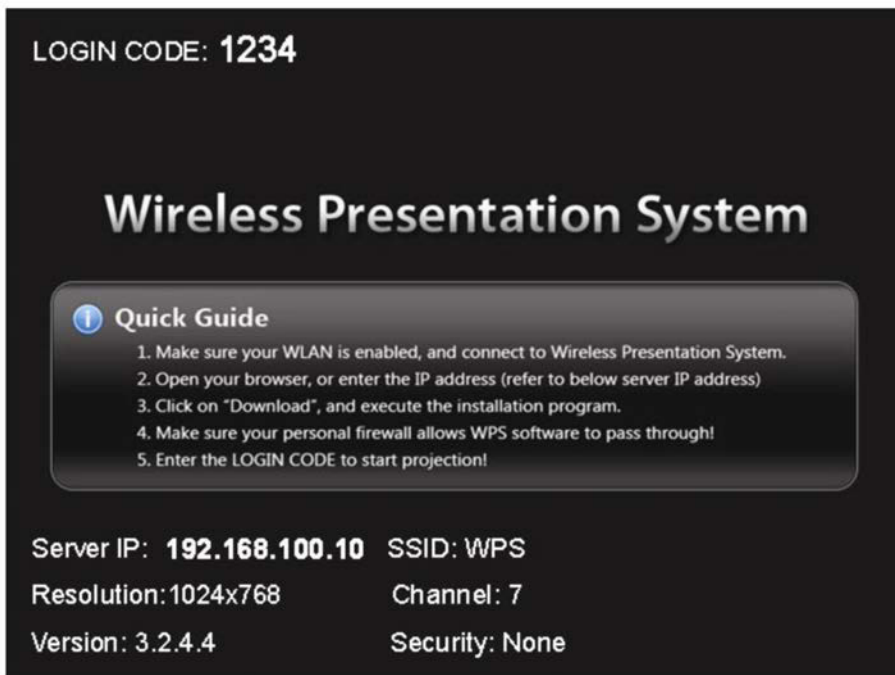 LOGIN CODE: 1234
Wireless Presentation System
Quick Guide
1. Make sure your WLAN is enabled, and connect to Wireless Presentation System.
2. Open your browser, or enter the IP address (refer to below server IP address)
3. Click on "Download", and execute the installation program.
4. Make sure your personal firewall allows WPS software to pass through!
5. Enter the LOGIN CODE to start projection!
Server IP: 192.168.100.10 SSID: WPS
Resolution:1024x768 Channel: 7
Version: 3.2.4.4 Security: None